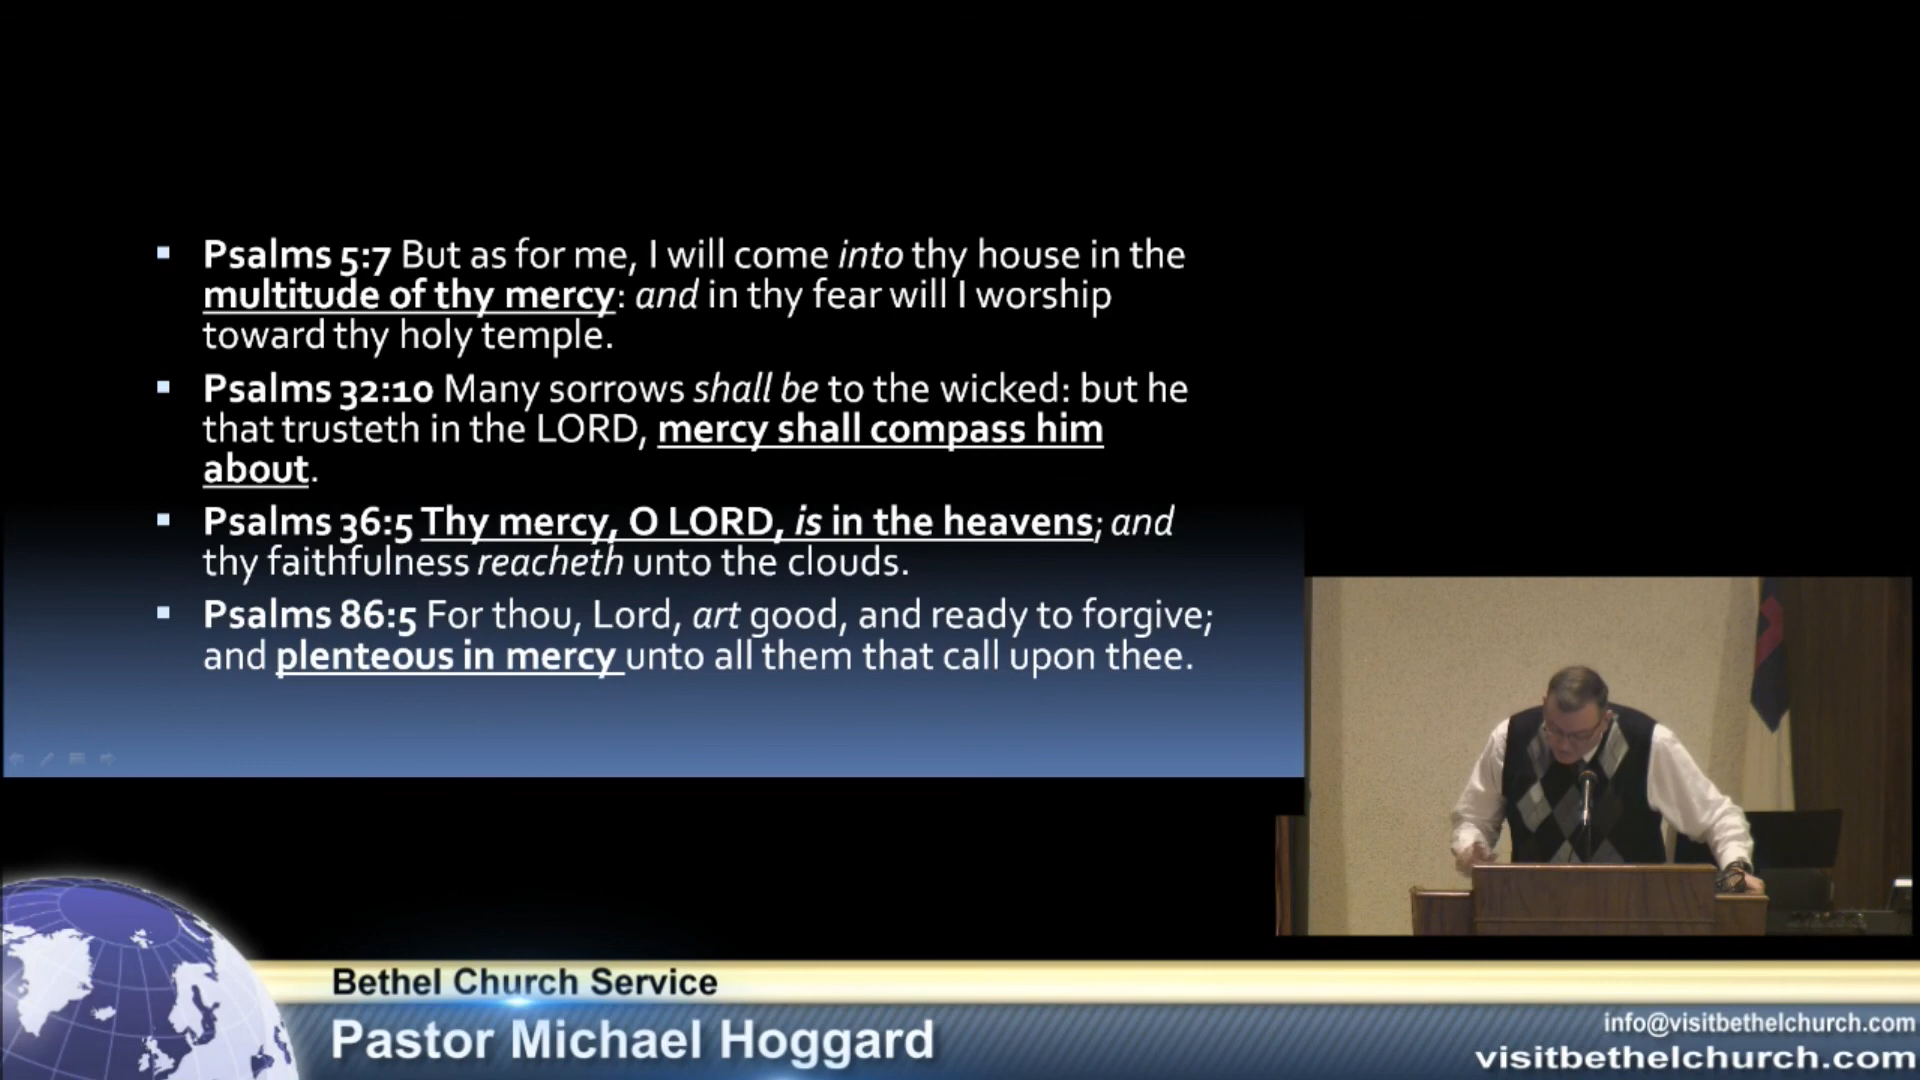 Psalms 5:7 But as for me, I will come into thy house in the
multitude of thy mercy: and in thy fear will I worship
toward thy holy temple.
Psalms 32:10 Many sorrows shall be to the wicked: but he
that trusteth in the LORD, mercy shall compass him
about.
Psalms 36:5 Thy mercy, O LORD, is in the heavens; and
thy faithfulness reacheth unto the clouds.
Psalms 86:5 For thou, Lord, art good, and ready to forgive;
and plenteous in mercy unto all them that call upon thee.
Bethel Church Service
Pastor Michael Hoggard
info@visitbethelchurch.com
visitbethelchurch.com